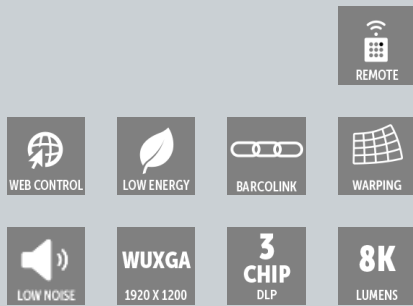 REMOTE
WEB CONTROL
LOW ENERGY
BARCOLINK
WARPING
LOW NOISE
WUXGA
1920 X 1200
3
CHIP
DLP
8K
LUMENS